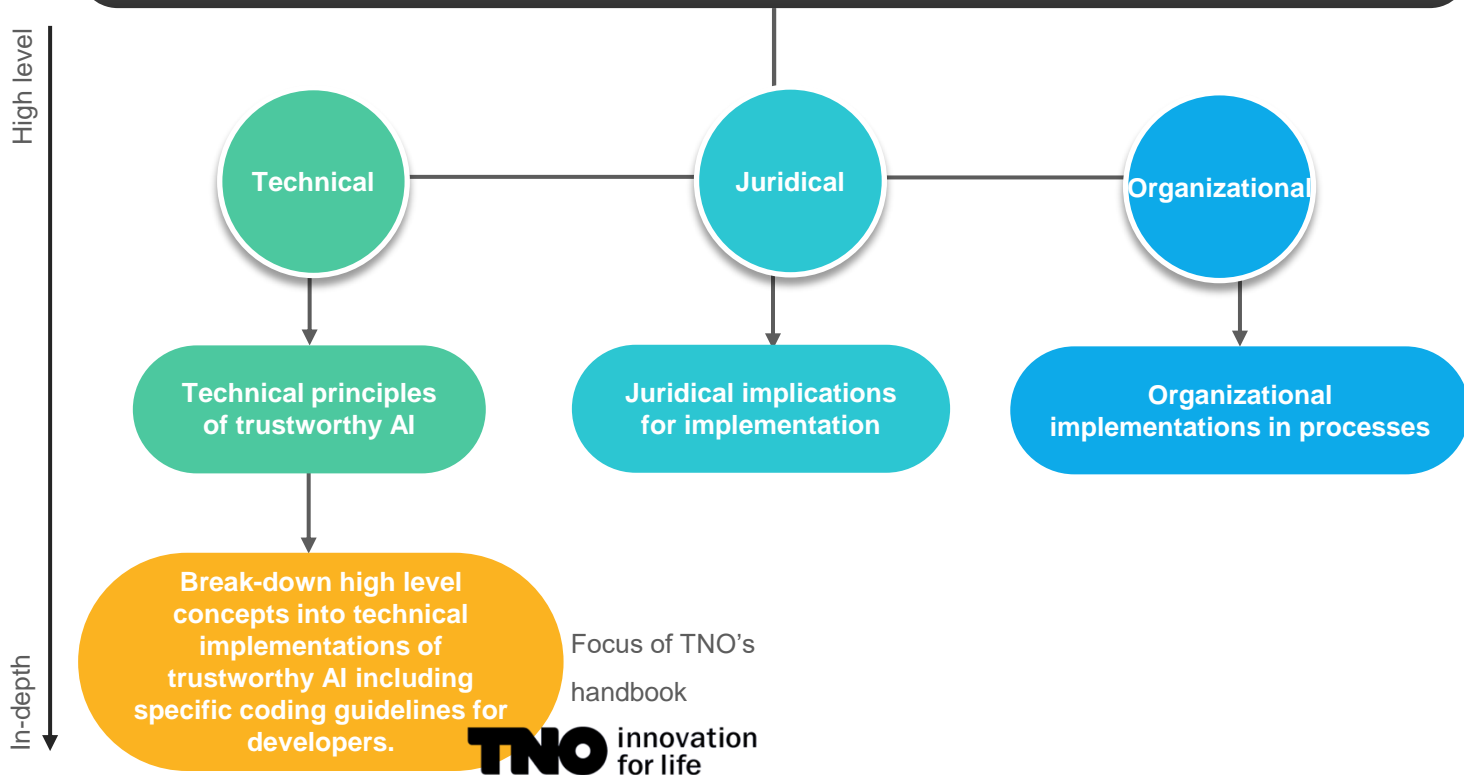 High level
Technical
Juridical
Organizational
Technical principles
of trustworthy AI
Juridical implications
for implementation
Organizational
implementations in processes
Break-down high level
concepts into technical
implementations of
trustworthy AI including
specific coding guidelines for
developers.
Focus of TNO’s
handbook
In-depth
TNO innovation
for life